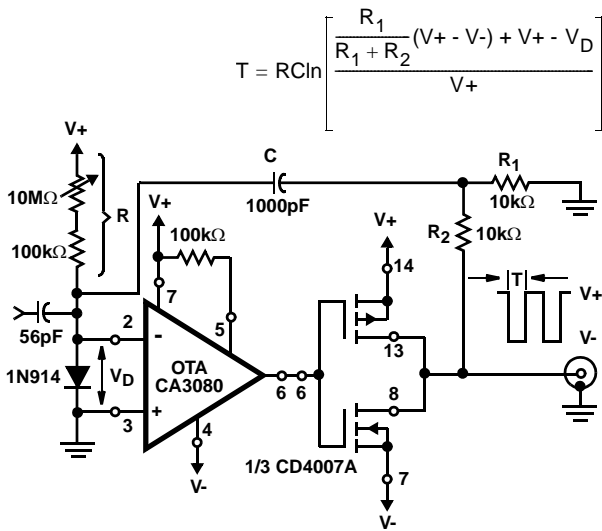 T = RCln [ R1 / (R1 + R2) (V+ - V-) + V+ - VD / V+ ]
V+
10MΩ
R
100kΩ
56pF
1N914
VD
C
1000pF
R1
10kΩ
R2
10kΩ
V+
100kΩ
7
5
2
-
OTA
CA3080
3
+
4
V-
6
6
V+
14
13
8
7
V-
1/3 CD4007A
T
V+
V-